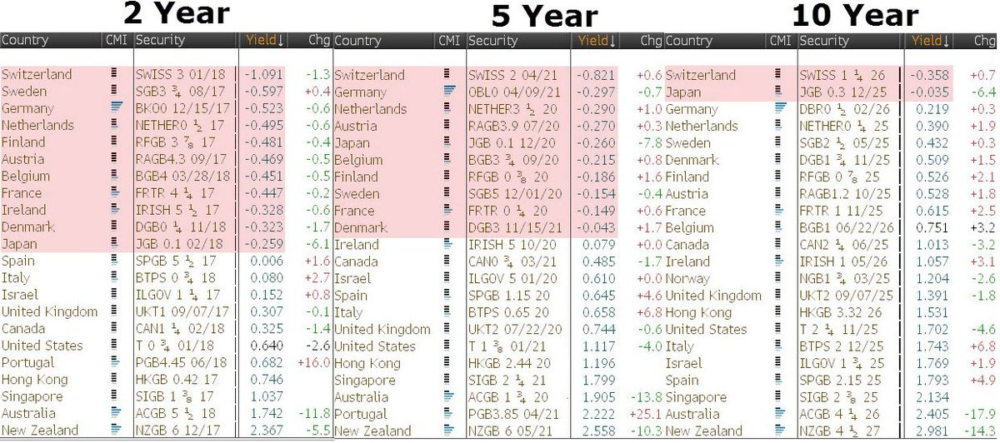 2 Year
Country CMI Security Yield↓ Chg
Switzerland SWISS 3 01/18 -1.091 -1.3
Sweden SGB3 ¾ 08/17 -0.597 +0.4
Germany BKO0 12/15/17 -0.523 -0.6
Netherlands NETHER0 ½ 17 -0.495 -0.6
Finland RFGB 3 ⅞ 17 -0.481 -0.4
Austria RAGB4.3 09/17 -0.469 -0.5
Belgium BGB4 03/28/18 -0.451 -0.5
France FRTR 4 ¼ 17 -0.447 -0.2
Ireland IRISH 5 ½ 17 -0.328 -0.6
Denmark DGB0 ¼ 11/18 -0.323 -1.7
Japan JGB 0.1 02/18 -0.259 -6.1
Spain SPGB 5 ½ 17 0.006 +1.6
Italy BTPS 0 ¾ 18 0.080 +2.7
Israel ILGOV 1 ¼ 17 0.152 +0.8
United Kingdom UKT1 09/07/17 0.307 -0.1
Canada CAN1 ¼ 02/18 0.325 -1.4
United States T 0 ¾ 01/18 0.640 -2.6
Portugal PGB4.45 06/18 0.682 +16.0
Hong Kong HKGB 0.42 17 0.746
Singapore SIGB 1 ⅜ 17 1.037
Australia ACGB 5 ½ 18 1.742 -11.8
New Zealand NZGB 6 12/17 2.367 -5.5
5 Year
Country CMI Security Yield↓ Chg
Switzerland SWISS 2 04/21 -0.821 +0.6
Germany OBL0 04/09/21 -0.297 -0.7
Netherlands NETHER3 ½ 20 -0.290 +1.0
Austria RAGB3.9 07/20 -0.270 +0.3
Japan JGB 0.1 12/20 -0.260 -7.8
Belgium BGB3 ¾ 09/20 -0.215 +0.8
Finland RFGB 0 ⅜ 20 -0.186 +1.6
Sweden SGB5 12/01/20 -0.154 -0.4
France FRTR 0 ¼ 20 -0.149 +0.6
Denmark DGB3 11/15/21 -0.043 +1.7
Ireland IRISH 5 10/20 0.079 +0.0
Canada CAN0 ¾ 03/21 0.485 -1.7
Israel ILGOV 5 01/20 0.610 +0.0
Spain SPGB 1.15 20 0.645 +4.6
Italy BTPS 0.65 20 0.658 +6.8
United Kingdom UKT2 07/22/20 0.744 -0.6
United States T 1 ⅜ 01/21 1.117 -4.0
Hong Kong HKGB 2.44 20 1.196
Singapore SIGB 2 ¼ 21 1.799
Australia ACGB 1 ¾ 20 1.905 -13.8
Portugal PGB3.85 04/21 2.222 +25.1
New Zealand NZGB 6 05/21 2.558 -10.3
10 Year
Country CMI Security Yield↓ Chg
Switzerland SWISS 1 ¼ 26 -0.358 +0.7
Japan JGB 0.3 12/25 -0.035 -6.4
Germany DBR0 ½ 02/26 0.219 +0.3
Netherlands NETHER0 ¼ 25 0.390 +1.9
Sweden SGB2 ½ 05/25 0.432 +0.3
Denmark DGB1 ¾ 11/25 0.509 +1.5
Finland RFGB 0 ⅞ 25 0.526 +2.1
Austria RAGB1.2 10/25 0.528 +1.8
France FRTR 1 11/25 0.615 +2.5
Belgium BGB1 06/22/26 0.751 +3.2
Canada CAN2 ¼ 06/25 1.013 -3.2
Ireland IRISH 1 05/26 1.057 +3.1
Norway NGB1 ¾ 03/25 1.204 -2.6
United Kingdom UKT2 09/07/25 1.391 -1.8
Hong Kong HKGB 3.32 26 1.531
United States T 2 ¼ 11/25 1.702 -4.6
Italy BTPS 2 12/25 1.743 +6.8
Israel ILGOV 1 ¾ 25 1.769 +1.9
Spain SPGB 2.15 25 1.793 +4.9
Singapore SIGB 2 ⅜ 25 2.134
Australia ACGB 4 ¼ 26 2.405 -17.9
New Zealand NZGB 4 ½ 27 2.981 -14.3